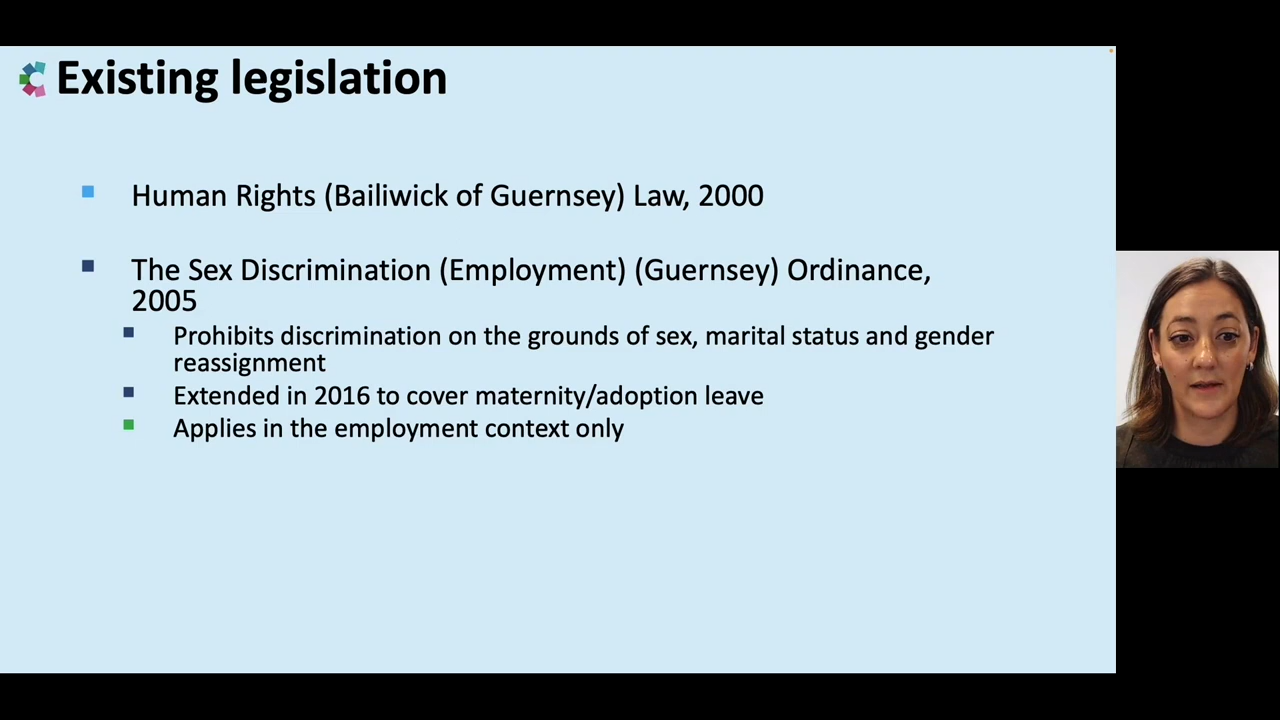 Existing legislation
Human Rights (Bailiwick of Guernsey) Law, 2000
The Sex Discrimination (Employment) (Guernsey) Ordinance,
2005
Prohibits discrimination on the grounds of sex, marital status and gender
reassignment
Extended in 2016 to cover maternity/adoption leave
Applies in the employment context only